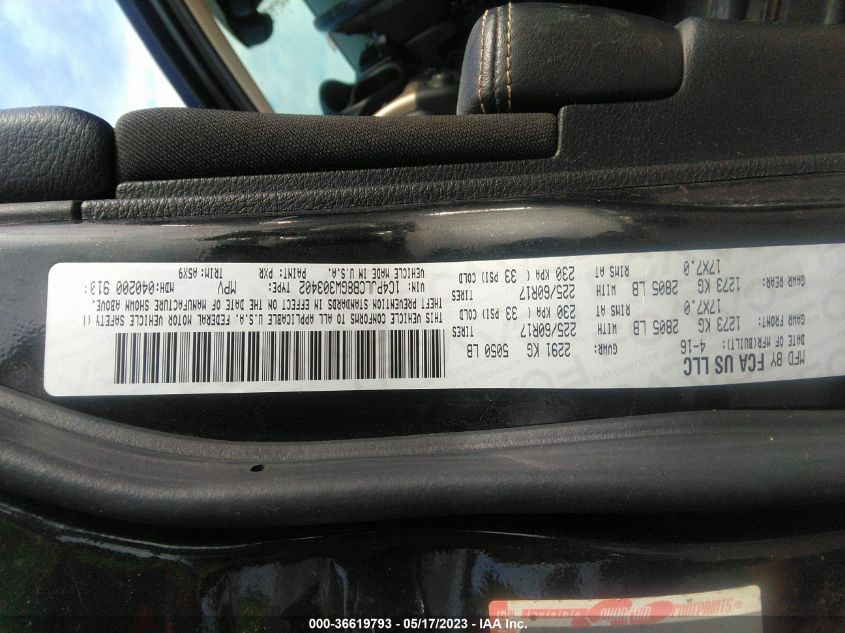 MFD BY FCA US LLC
DATE OF MFR(BUILT): 4-16
GVWR: 2291 KG 5050 LB
GAWR FRONT: 1273 KG 2805 LB WITH TIRES 225/60R17
17X7.0 RIMS AT 230 KPA ( 33 PSI) COLD
GAWR REAR: 1273 KG 2805 LB WITH TIRES 225/60R17
17X7.0 RIMS AT 230 KPA ( 33 PSI) COLD
THIS VEHICLE CONFORMS TO ALL APPLICABLE U.S.A. FEDERAL MOTOR VEHICLE SAFETY
THEFT PREVENTION STANDARDS IN EFFECT ON THE DATE OF MANUFACTURE SHOWN ABOVE.
VIN: 1C4PJLCB8GW303402 TYPE: MPV MDH:040200 913
VEHICLE MADE IN U.S.A. PAINT: PXR TRIM:A5X9
Invisible PHANTOM FOOTPRINTS
000-36619793 - 05/17/2023 - IAA Inc.